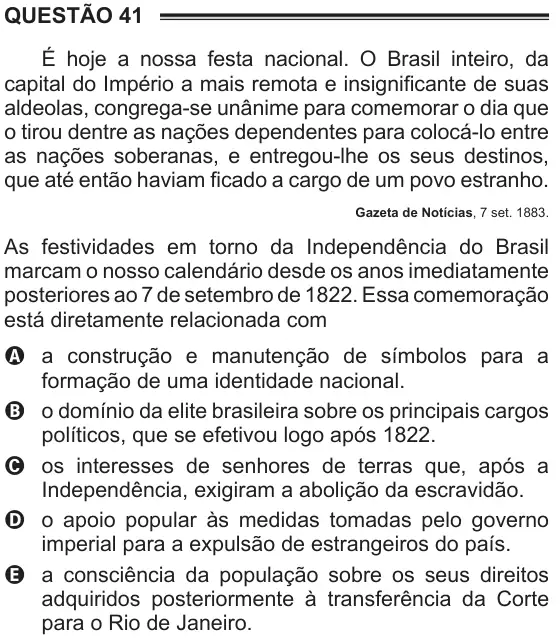 QUESTÃO 41
É hoje a nossa festa nacional. O Brasil inteiro, da
capital do Império a mais remota e insignificante de suas
aldeolas, congrega-se unânime para comemorar o dia que
o tirou dentre as nações dependentes para colocá-lo entre
as nações soberanas, e entregou-lhe os seus destinos,
que até então haviam ficado a cargo de um povo estranho.
Gazeta de Notícias, 7 set. 1883.
As festividades em torno da Independência do Brasil
marcam o nosso calendário desde os anos imediatamente
posteriores ao 7 de setembro de 1822. Essa comemoração
está diretamente relacionada com
A a construção e manutenção de símbolos para a
formação de uma identidade nacional.
B o domínio da elite brasileira sobre os principais cargos
políticos, que se efetivou logo após 1822.
C os interesses de senhores de terras que, após a
Independência, exigiram a abolição da escravidão.
D o apoio popular às medidas tomadas pelo governo
imperial para a expulsão de estrangeiros do país.
E a consciência da população sobre os seus direitos
adquiridos posteriormente à transferência da Corte
para o Rio de Janeiro.